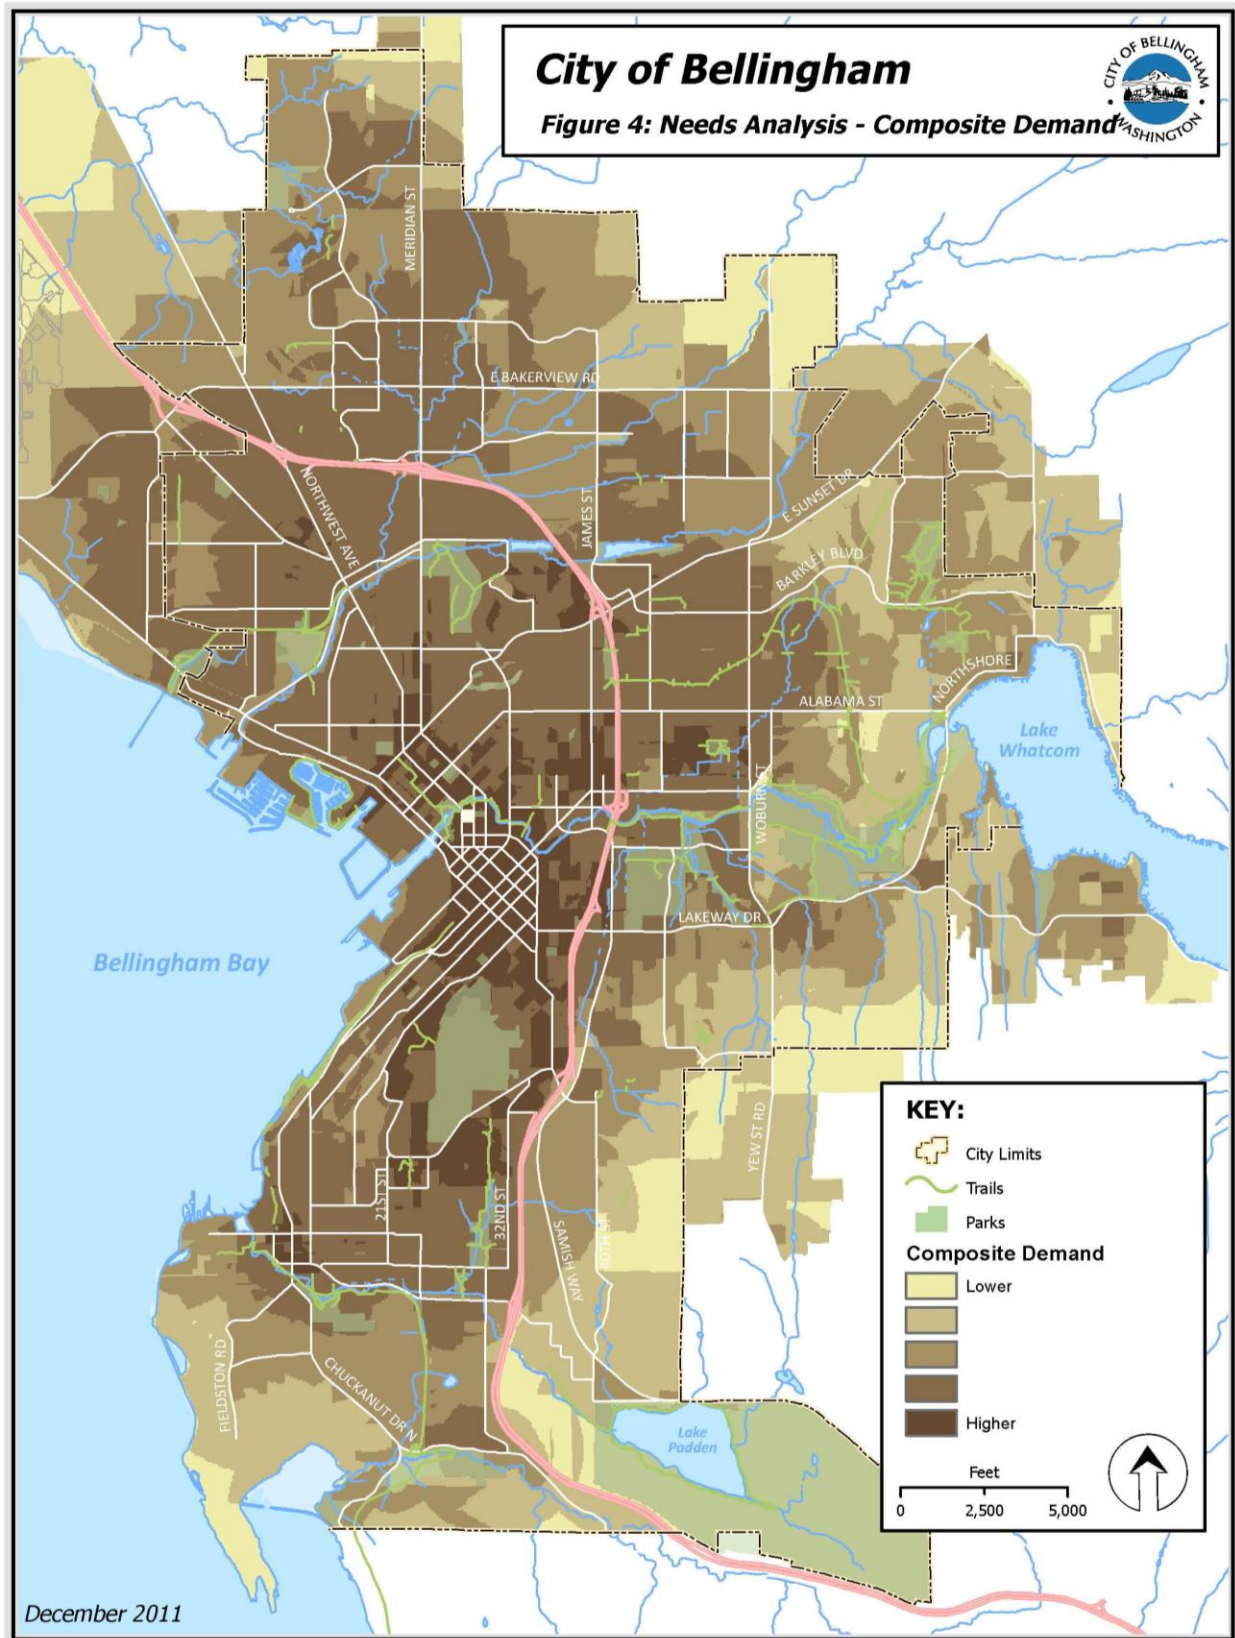 City of Bellingham
Figure 4: Needs Analysis - Composite Demand
CITY OF BELLINGHAM
WASHINGTON
MERIDIAN ST
E BAKERVIEW RD
NORTHWEST AVE
JAMES ST
E SUNSET DR
BARKLEY BLVD
NORTHSHORE
ALABAMA ST
Lake
Whatcom
WOBURN ST
LAKEWAY DR
Bellingham Bay
YEW ST RD
21ST ST
32ND ST
SAMISH WAY
40TH ST
FIELDSTON RD
CHUCKANUT DR N
Lake
Padden
KEY:
City Limits
Trails
Parks
Composite Demand
Lower
Higher
Feet
0 2,500 5,000
December 2011